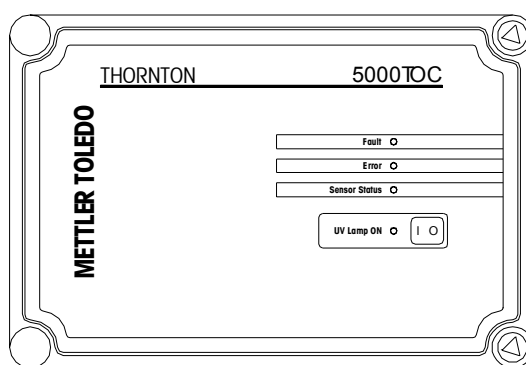 THORNTON 5000TOC
METTLER TOLEDO
Fault
Error
Sensor Status
UV Lamp ON I O